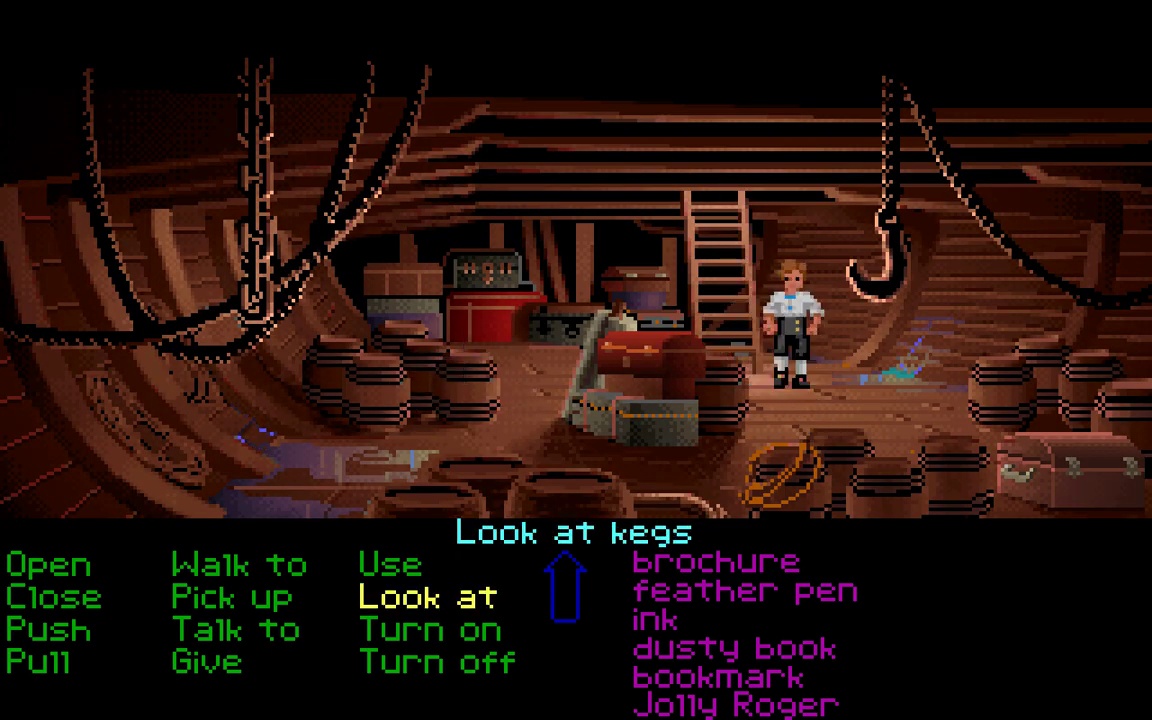 Look at kegs
Open Walk to Use brochure
Close Pick up Look at feather pen
Push Talk to Turn on ink
Pull Give Turn off dusty book
bookmark
Jolly Roger